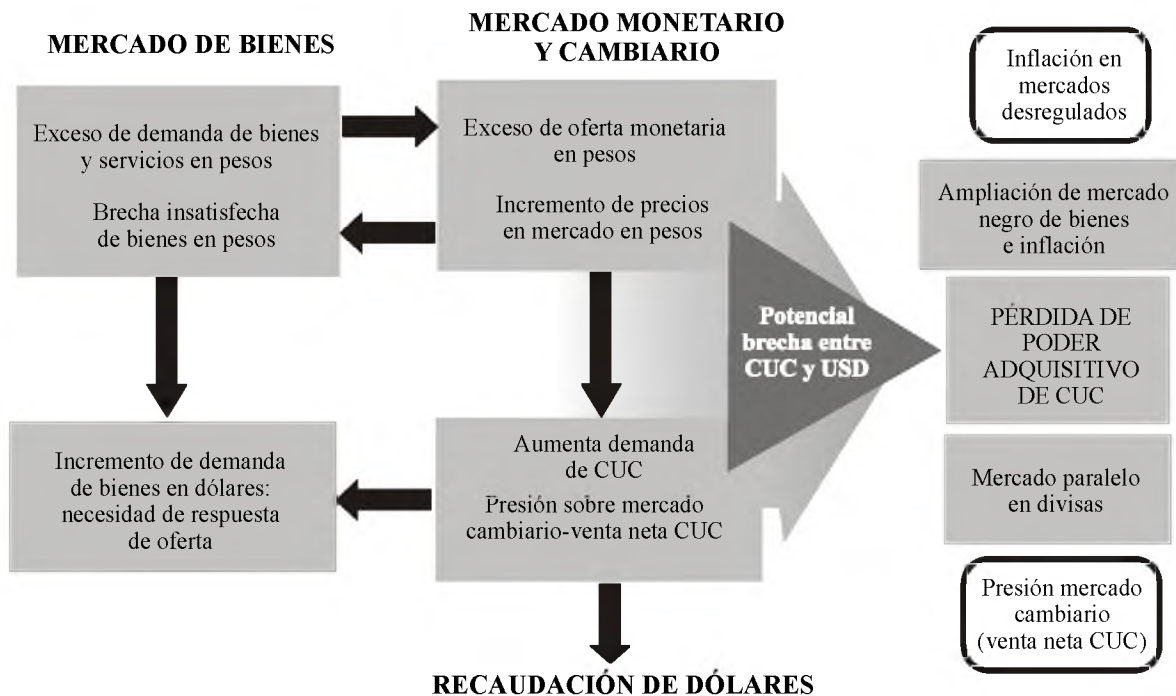 MERCADO DE BIENES
MERCADO MONETARIO
Y CAMBIARIO
Exceso de demanda de bienes
y servicios en pesos
Brecha insatisfecha
de bienes en pesos
Exceso de oferta monetaria
en pesos
Incremento de precios
en mercado en pesos
Incremento de demanda
de bienes en dólares:
necesidad de respuesta
de oferta
Aumenta demanda
de CUC
Presión sobre mercado
cambiario-venta neta CUC
RECAUDACIÓN DE DÓLARES
Potencial
brecha entre
CUC y USD
Inflación en
mercados
desregulados
Ampliación de mercado
negro de bienes
e inflación
PÉRDIDA DE
PODER
ADQUISITIVO
DE CUC
Mercado paralelo
en divisas
Presión mercado
cambiario
(venta neta CUC)